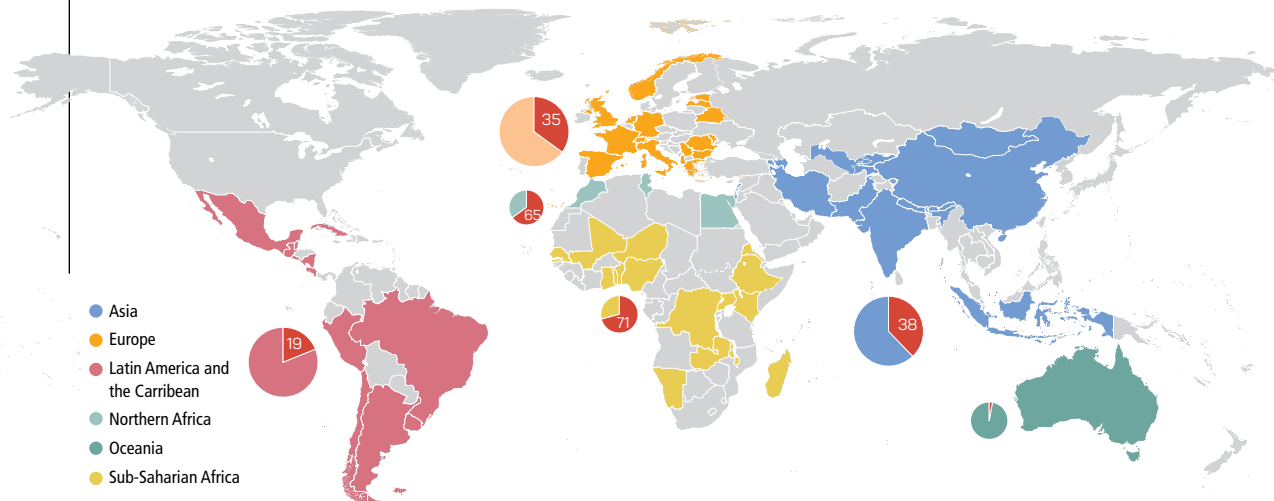 35
65
71
38
19
Asia
Europe
Latin America and
the Carribean
Northern Africa
Oceania
Sub-Saharian Africa